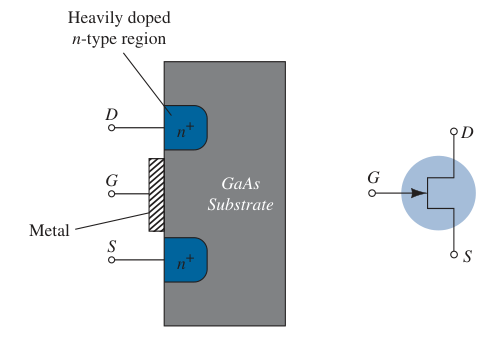 Heavily doped
n-type region
D
n+
G
GaAs
Substrate
Metal
S
n+
D
G
S